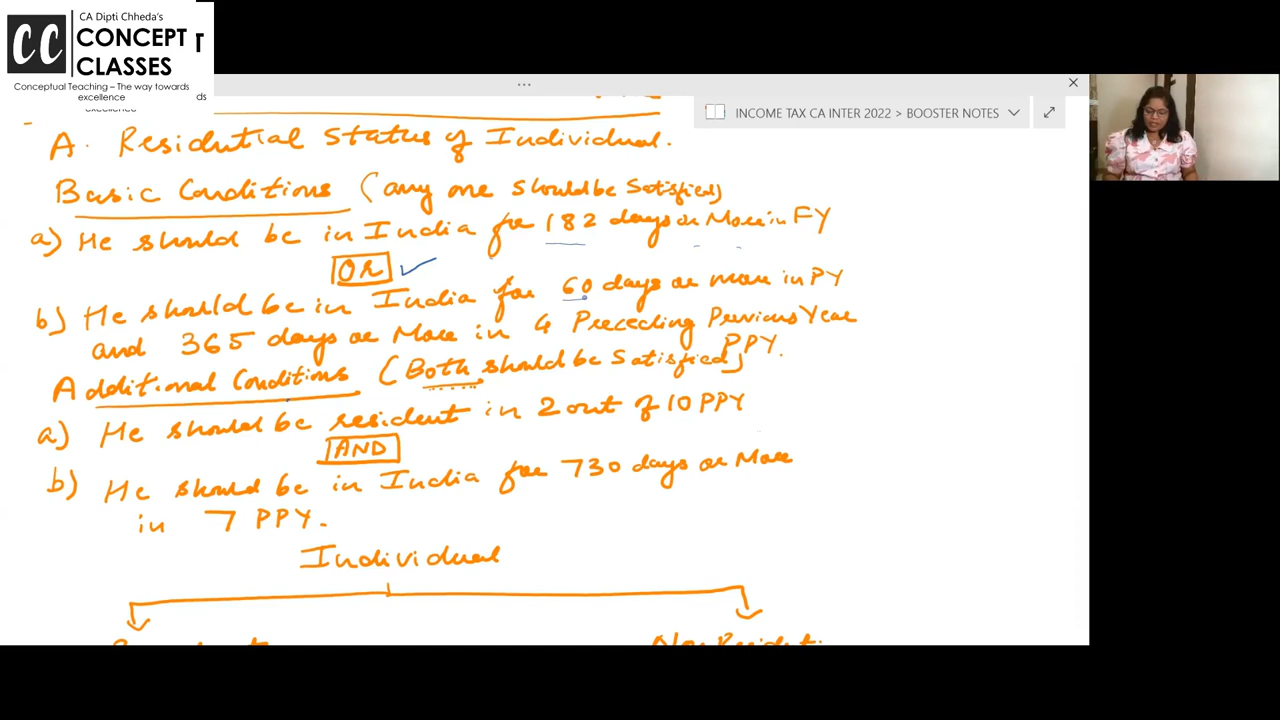 CA Dipti Chheda's
CONCEPT
CLASSES
Conceptual Teaching – The way towards
excellence
INCOME TAX CA INTER 2022 > BOOSTER NOTES
A. Residential Status of Individual.
Basic Conditions (any one should be Satisfied)
a) He should be in India for 182 days or More in FY
OR
b) He should be in India for 60 days or more in PY
and 365 days or More in 4 Preceding Previous Year
PPY.
Additional Conditions (Both should be Satisfied)
a) He should be resident in 2 out of 10 PPY
AND
b) He should be in India for 730 days or More
in 7 PPY.
Individual